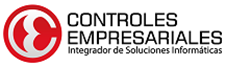 CONTROLES
EMPRESARIALES
Integrador de Soluciones Informáticas